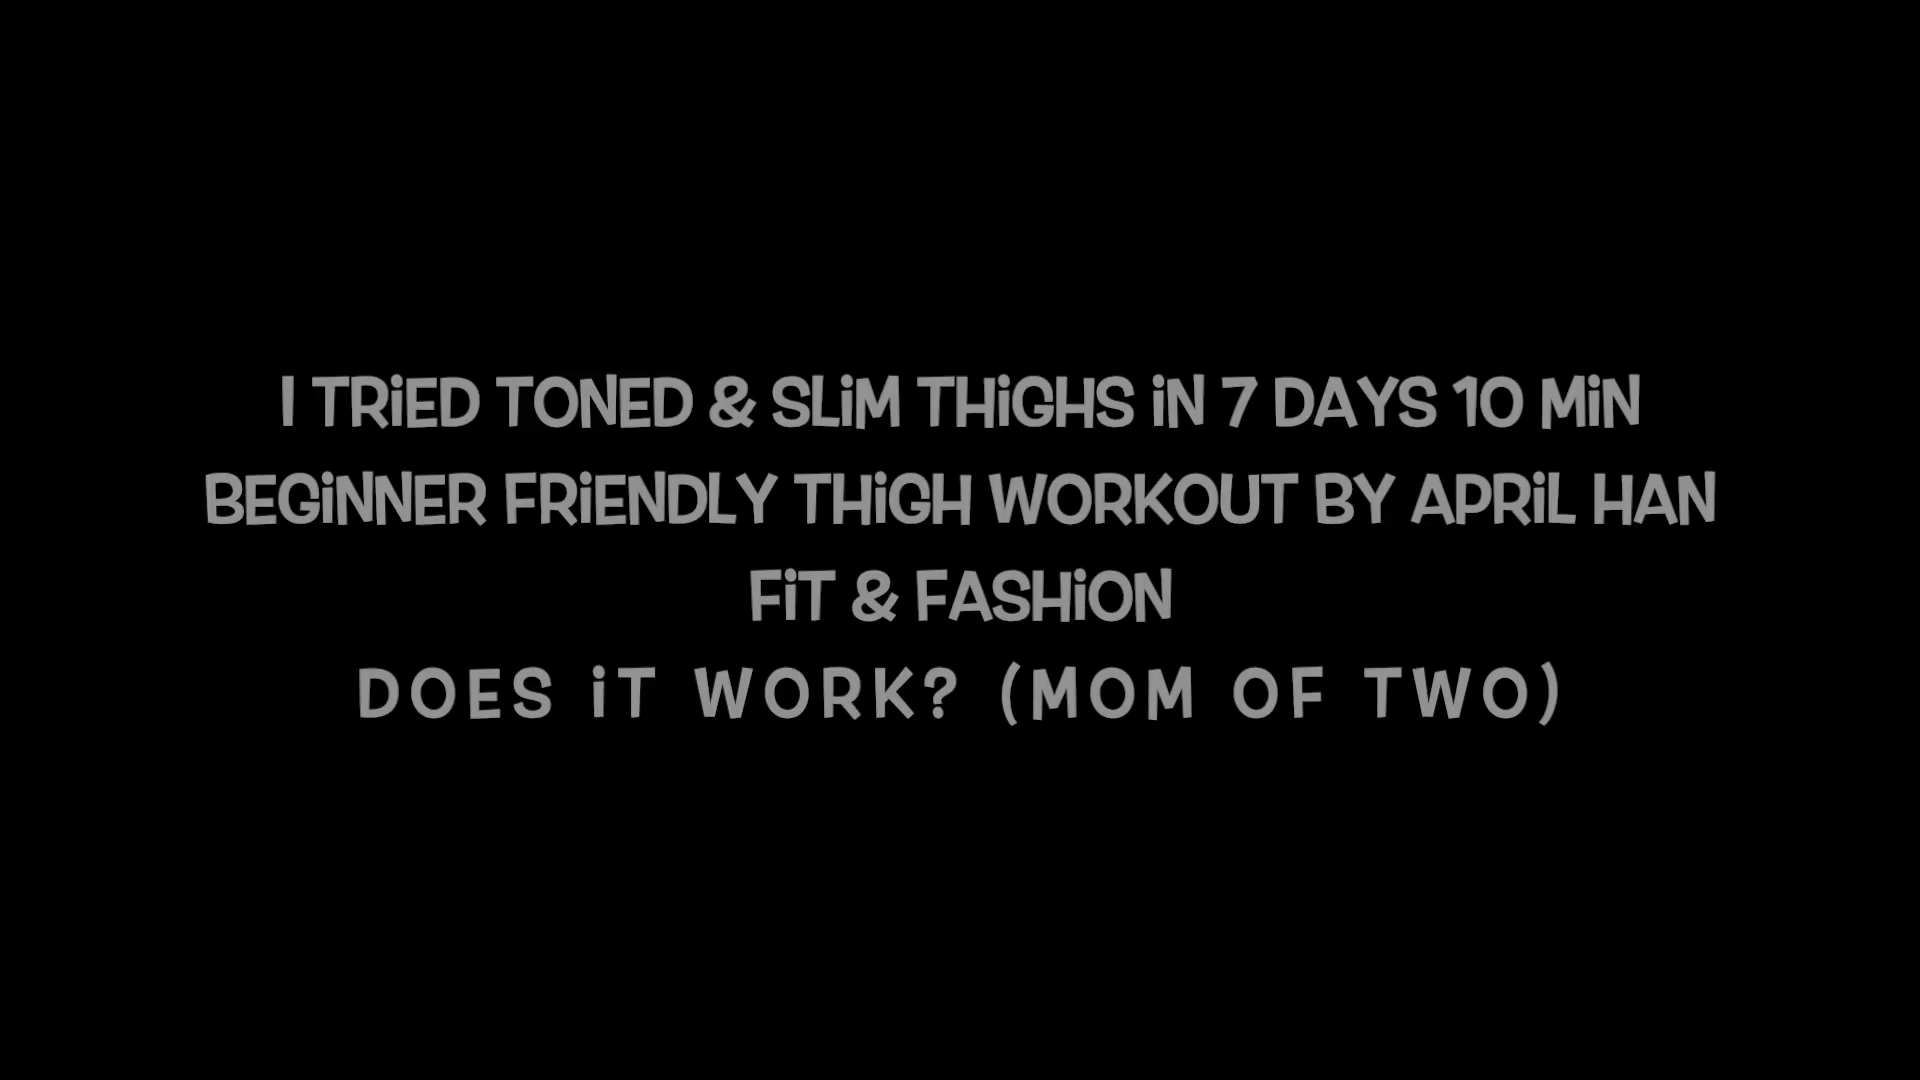 I TRiED TONED & SLiM THiGHS iN 7 DAYS 10 MiN
BEGiNNER FRiENDLY THiGH WORKOUT BY APRiL HAN
FiT & FASHiON
DOES iT WORK? (MOM OF TWO)